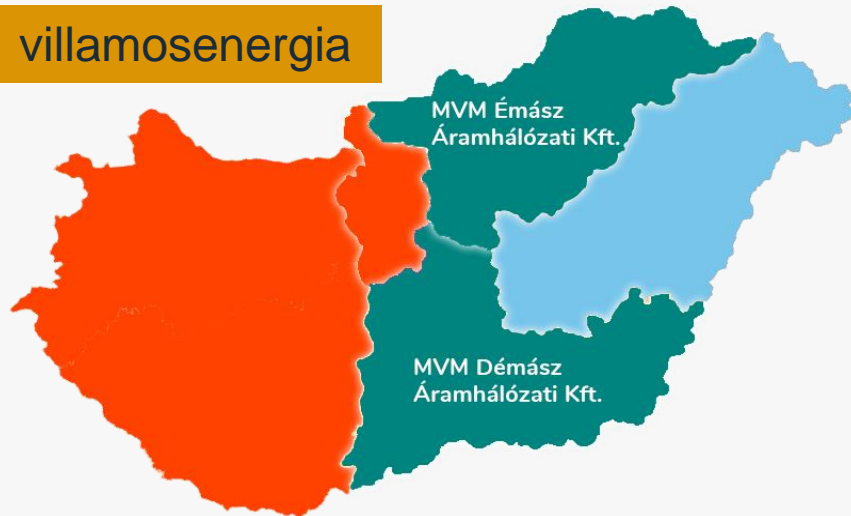 villamosenergia
MVM Émász
Áramhálózati Kft.
MVM Démász
Áramhálózati Kft.